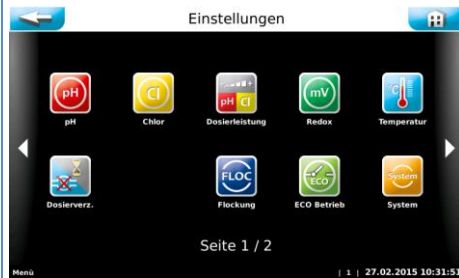 Einstellungen
pH
Cl
pH Cl
mV
°C
pH
Chlor
Dosierleistung
Redox
Temperatur
FLOC
ECO
System
Dosierverz.
Flockung
ECO Betrieb
System
Seite 1 / 2
Menü
| 1 | 27.02.2015 10:31:51